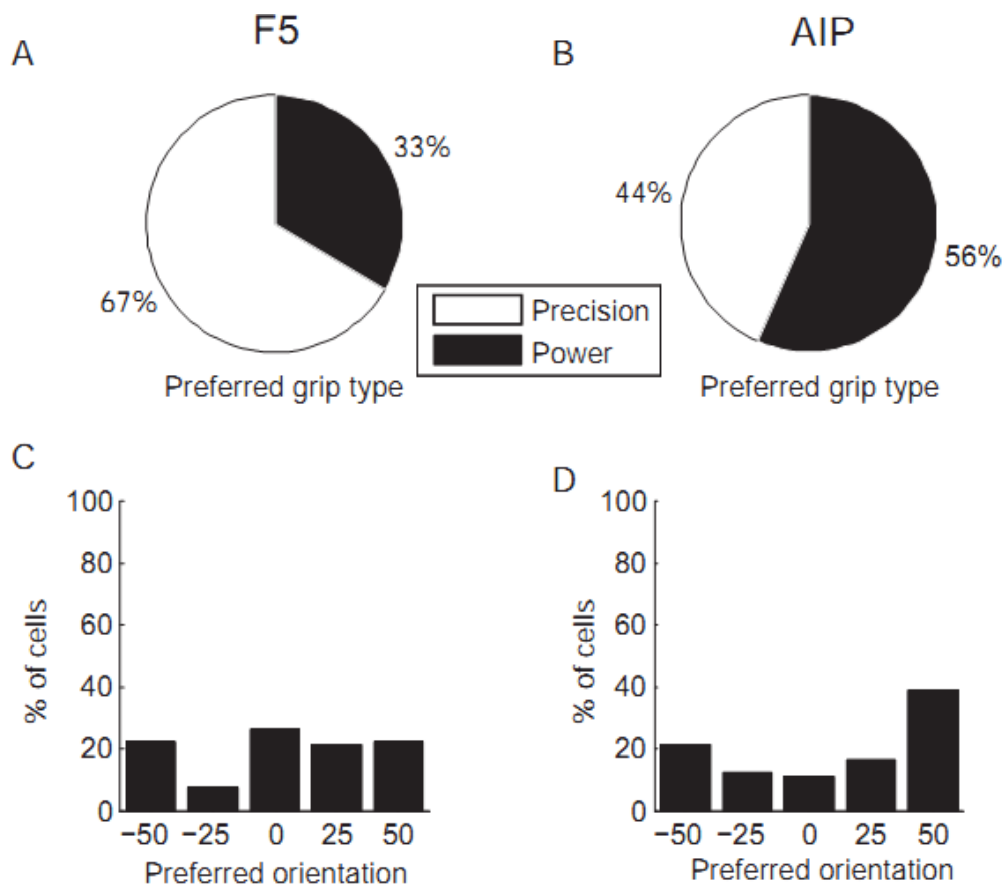 F5
AIP
A
B
33%
67%
44%
56%
Precision
Power
Preferred grip type
Preferred grip type
C
% of cells
100
80
60
40
20
0
−50 −25 0 25 50
Preferred orientation
D
% of cells
100
80
60
40
20
0
−50 −25 0 25 50
Preferred orientation